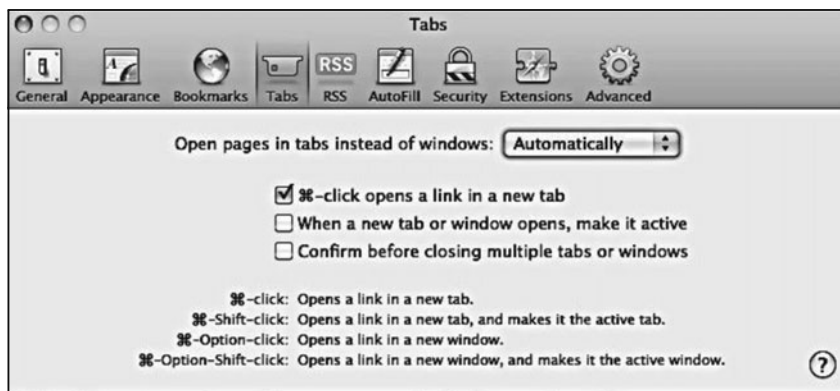 Tabs
RSS
General Appearance Bookmarks Tabs RSS AutoFill Security Extensions Advanced
Open pages in tabs instead of windows: Automatically
⌘-click opens a link in a new tab
When a new tab or window opens, make it active
Confirm before closing multiple tabs or windows
⌘-click: Opens a link in a new tab.
⌘-Shift-click: Opens a link in a new tab, and makes it the active tab.
⌘-Option-click: Opens a link in a new window.
⌘-Option-Shift-click: Opens a link in a new window, and makes it the active window.
?